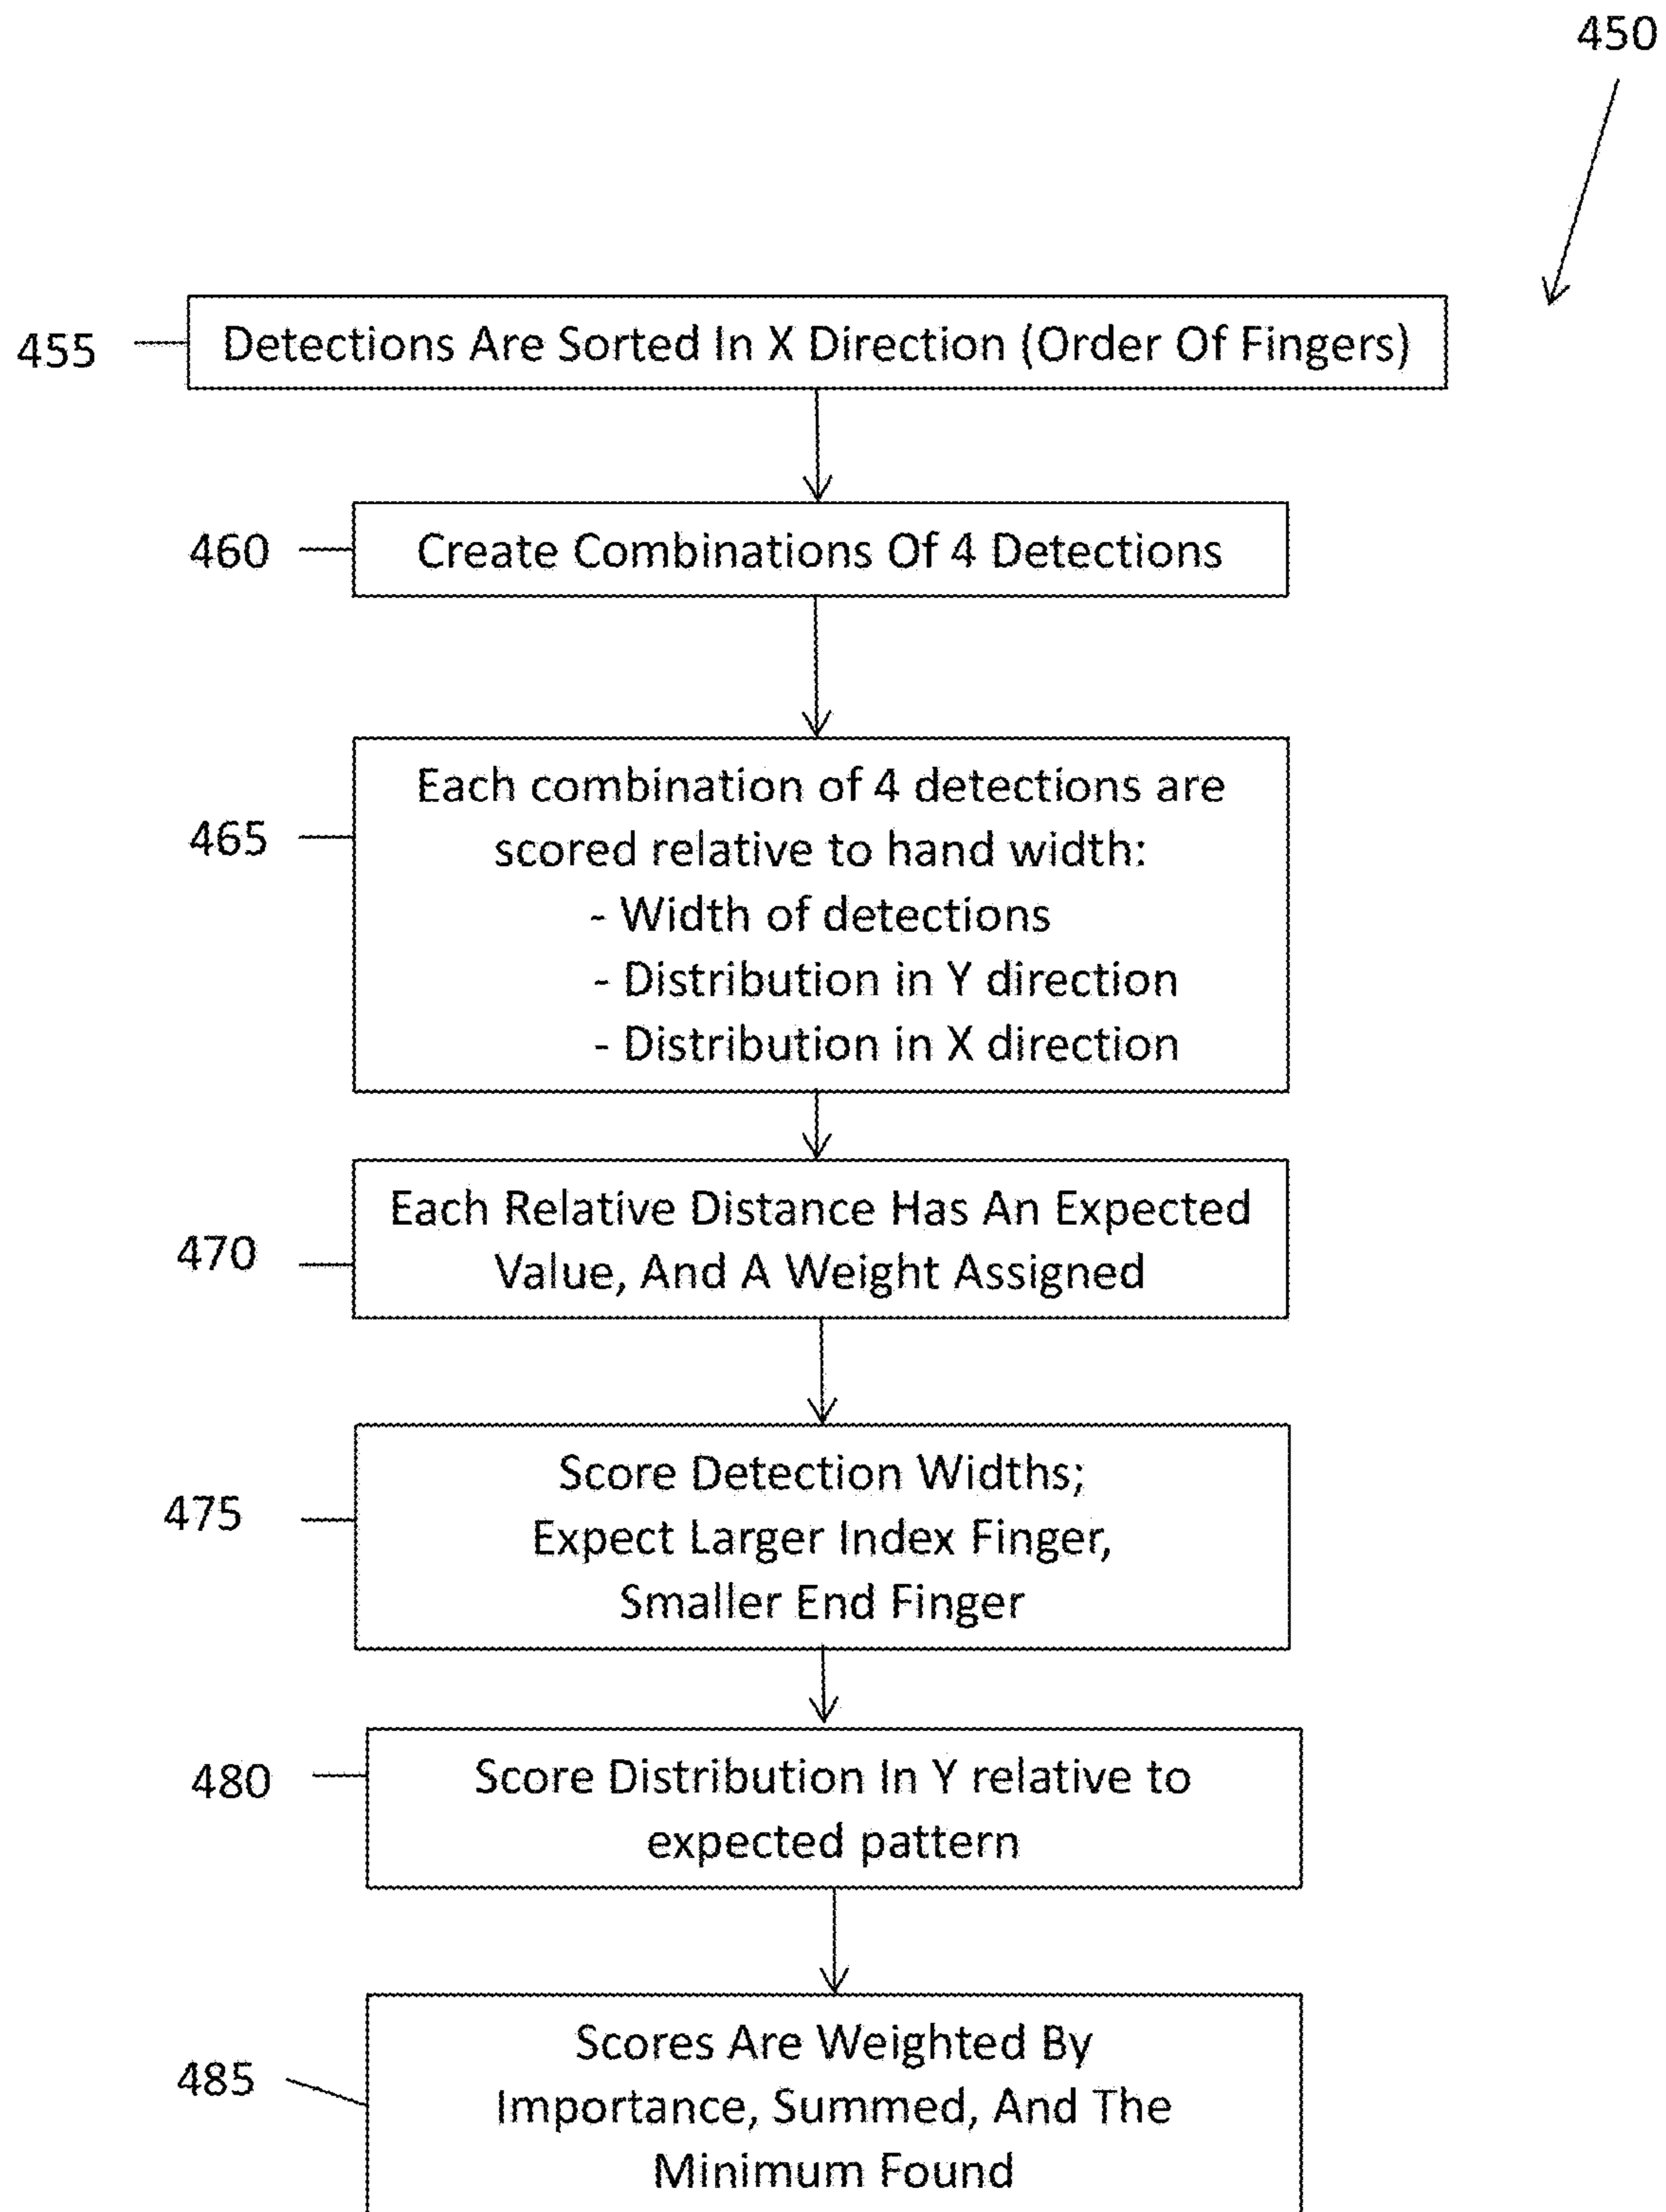 450
455
Detections Are Sorted In X Direction (Order Of Fingers)
460
Create Combinations Of 4 Detections
465
Each combination of 4 detections are
scored relative to hand width:
- Width of detections
- Distribution in Y direction
- Distribution in X direction
470
Each Relative Distance Has An Expected
Value, And A Weight Assigned
475
Score Detection Widths;
Expect Larger Index Finger,
Smaller End Finger
480
Score Distribution In Y relative to
expected pattern
485
Scores Are Weighted By
Importance, Summed, And The
Minimum Found